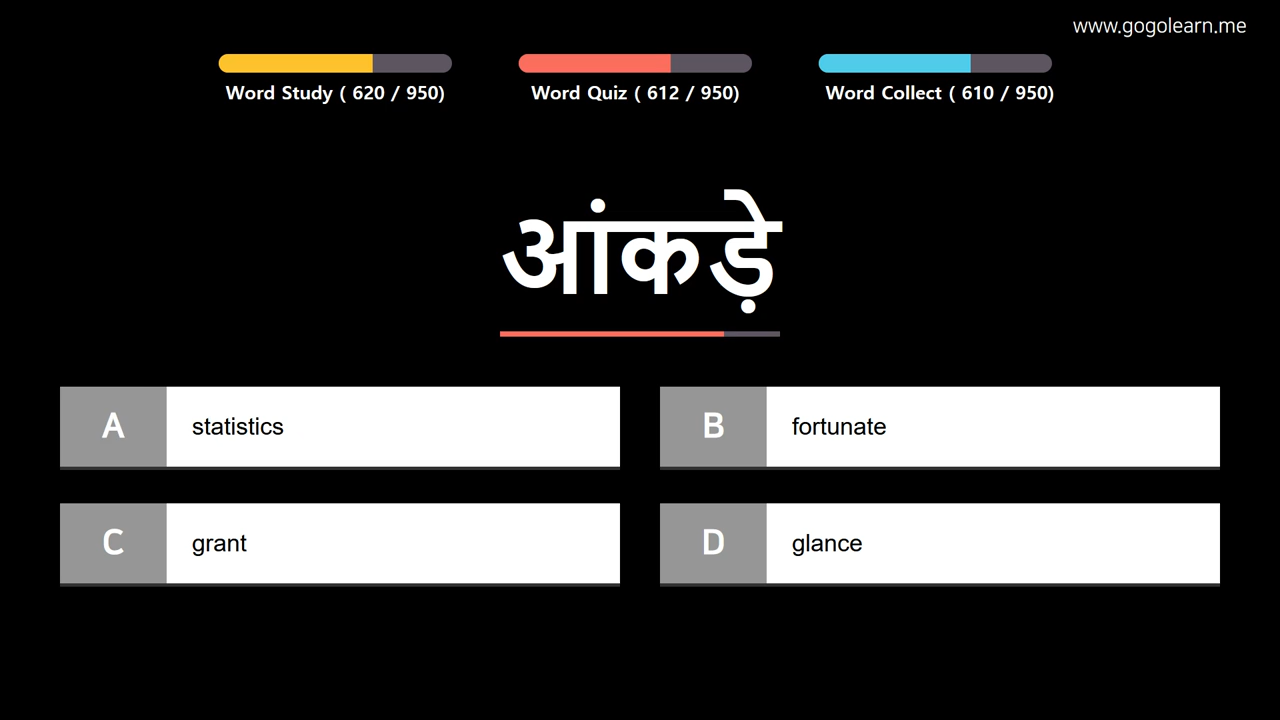 www.gogolearn.me
Word Study ( 620 / 950)
Word Quiz ( 612 / 950)
Word Collect ( 610 / 950)
आंकड़े
A statistics
B fortunate
C grant
D glance